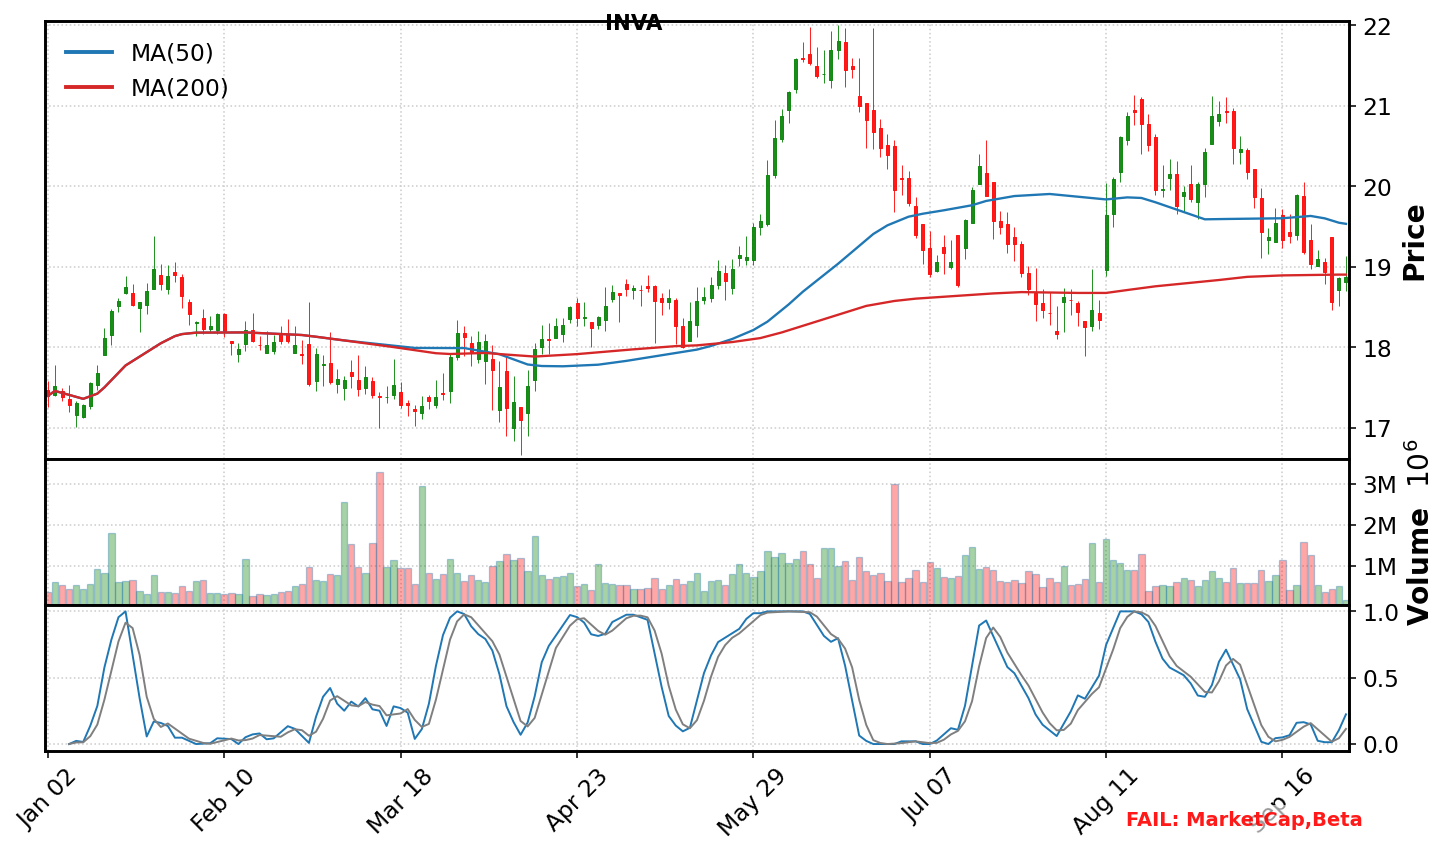 INVA
MA(50)
MA(200)
22
21
20
19
18
17
Price
3M
2M
1M
Volume 10⁶
1.0
0.5
0.0
Jan 02
Feb 10
Mar 18
Apr 23
May 29
Jul 07
Aug 11
Sep 16
FAIL: MarketCap,Beta